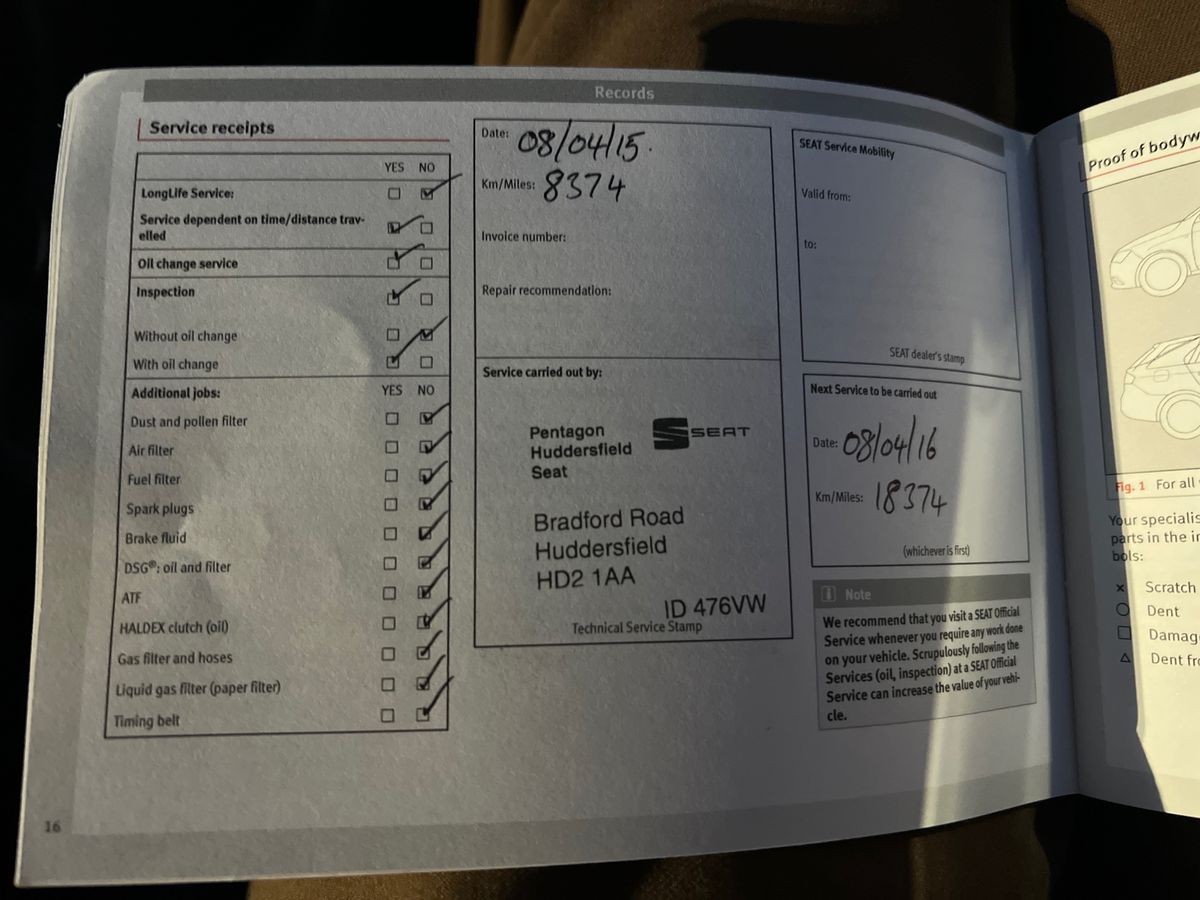 Records
Service receipts
YES NO
LongLife Service:
Service dependent on time/distance trav-
elled
Oil change service
Inspection
Without oil change
With oil change
Additional jobs: YES NO
Dust and pollen filter
Air filter
Fuel filter
Spark plugs
Brake fluid
DSG®: oil and filter
ATF
HALDEX clutch (oil)
Gas filter and hoses
Liquid gas filter (paper filter)
Timing belt
16
Date: 08/04/15.
Km/Miles: 8374
Invoice number:
Repair recommendation:
Service carried out by:
Pentagon
Huddersfield
Seat
SEAT
Bradford Road
Huddersfield
HD2 1AA
ID 476VW
Technical Service Stamp
SEAT Service Mobility
Valid from:
to:
SEAT dealer's stamp
Next Service to be carried out
Date: 08/04/16
Km/Miles: 18374
(whichever is first)
i Note
We recommend that you visit a SEAT Official
Service whenever you require any work done
on your vehicle. Scrupulously following the
Services (oil, inspection) at a SEAT Official
Service can increase the value of your vehi-
cle.
Proof of bodyw
Fig. 1 For all
Your specialis
parts in the in
bols:
× Scratch
○ Dent
□ Damag
△ Dent fro